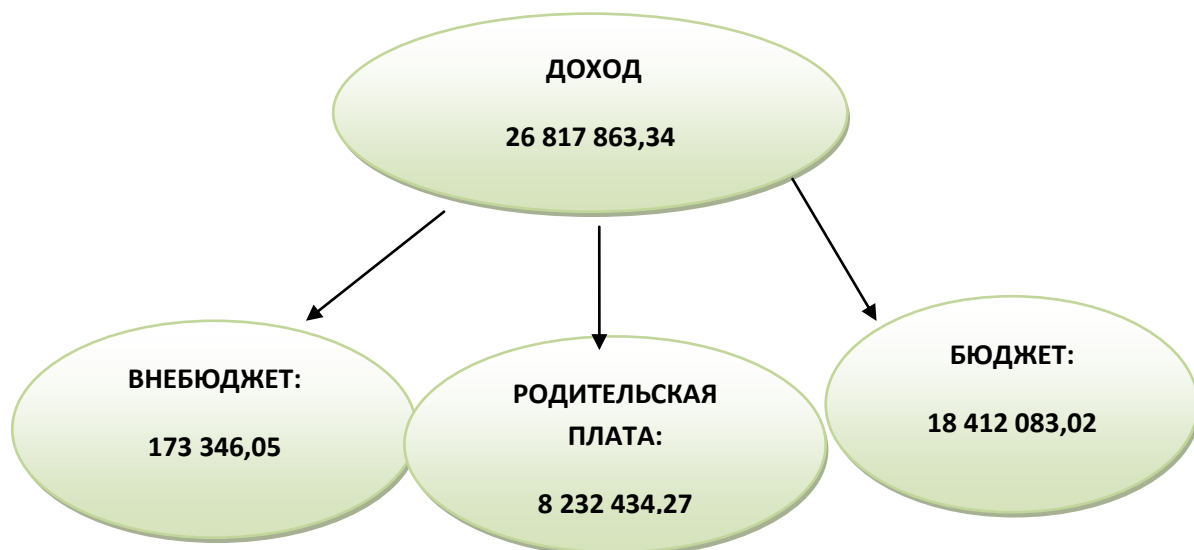 ДОХОД
26 817 863,34
ВНЕБЮДЖЕТ:
173 346,05
РОДИТЕЛЬСКАЯ
ПЛАТА:
8 232 434,27
БЮДЖЕТ:
18 412 083,02